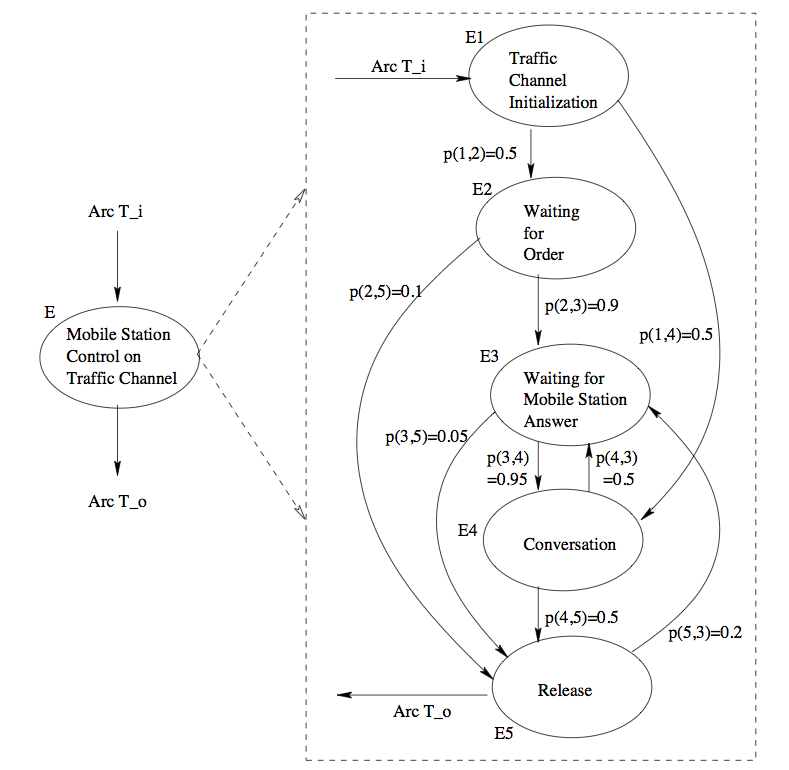 Arc T_i
E
Mobile Station
Control on
Traffic Channel
Arc T_o
E1
Arc T_i
Traffic
Channel
Initialization
p(1,2)=0.5
E2
Waiting
for
Order
p(2,5)=0.1
p(2,3)=0.9
p(1,4)=0.5
E3
Waiting for
Mobile Station
Answer
p(3,5)=0.05
p(3,4)
=0.95
p(4,3)
=0.5
E4
Conversation
p(4,5)=0.5
p(5,3)=0.2
Release
Arc T_o
E5